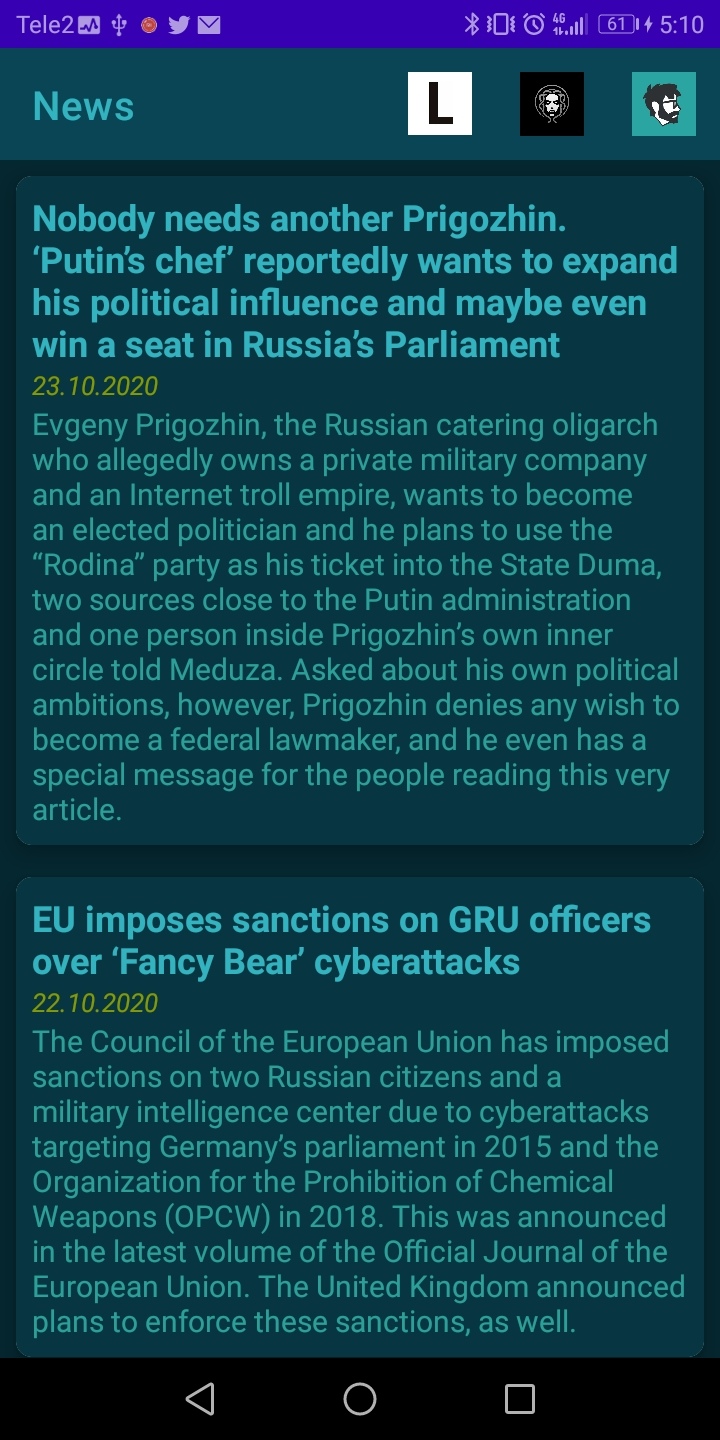 Tele2 4G 61 5:10
News L
Nobody needs another Prigozhin.
‘Putin’s chef’ reportedly wants to expand
his political influence and maybe even
win a seat in Russia’s Parliament
23.10.2020
Evgeny Prigozhin, the Russian catering oligarch
who allegedly owns a private military company
and an Internet troll empire, wants to become
an elected politician and he plans to use the
“Rodina” party as his ticket into the State Duma,
two sources close to the Putin administration
and one person inside Prigozhin’s own inner
circle told Meduza. Asked about his own political
ambitions, however, Prigozhin denies any wish to
become a federal lawmaker, and he even has a
special message for the people reading this very
article.
EU imposes sanctions on GRU officers
over ‘Fancy Bear’ cyberattacks
22.10.2020
The Council of the European Union has imposed
sanctions on two Russian citizens and a
military intelligence center due to cyberattacks
targeting Germany’s parliament in 2015 and the
Organization for the Prohibition of Chemical
Weapons (OPCW) in 2018. This was announced
in the latest volume of the Official Journal of the
European Union. The United Kingdom announced
plans to enforce these sanctions, as well.